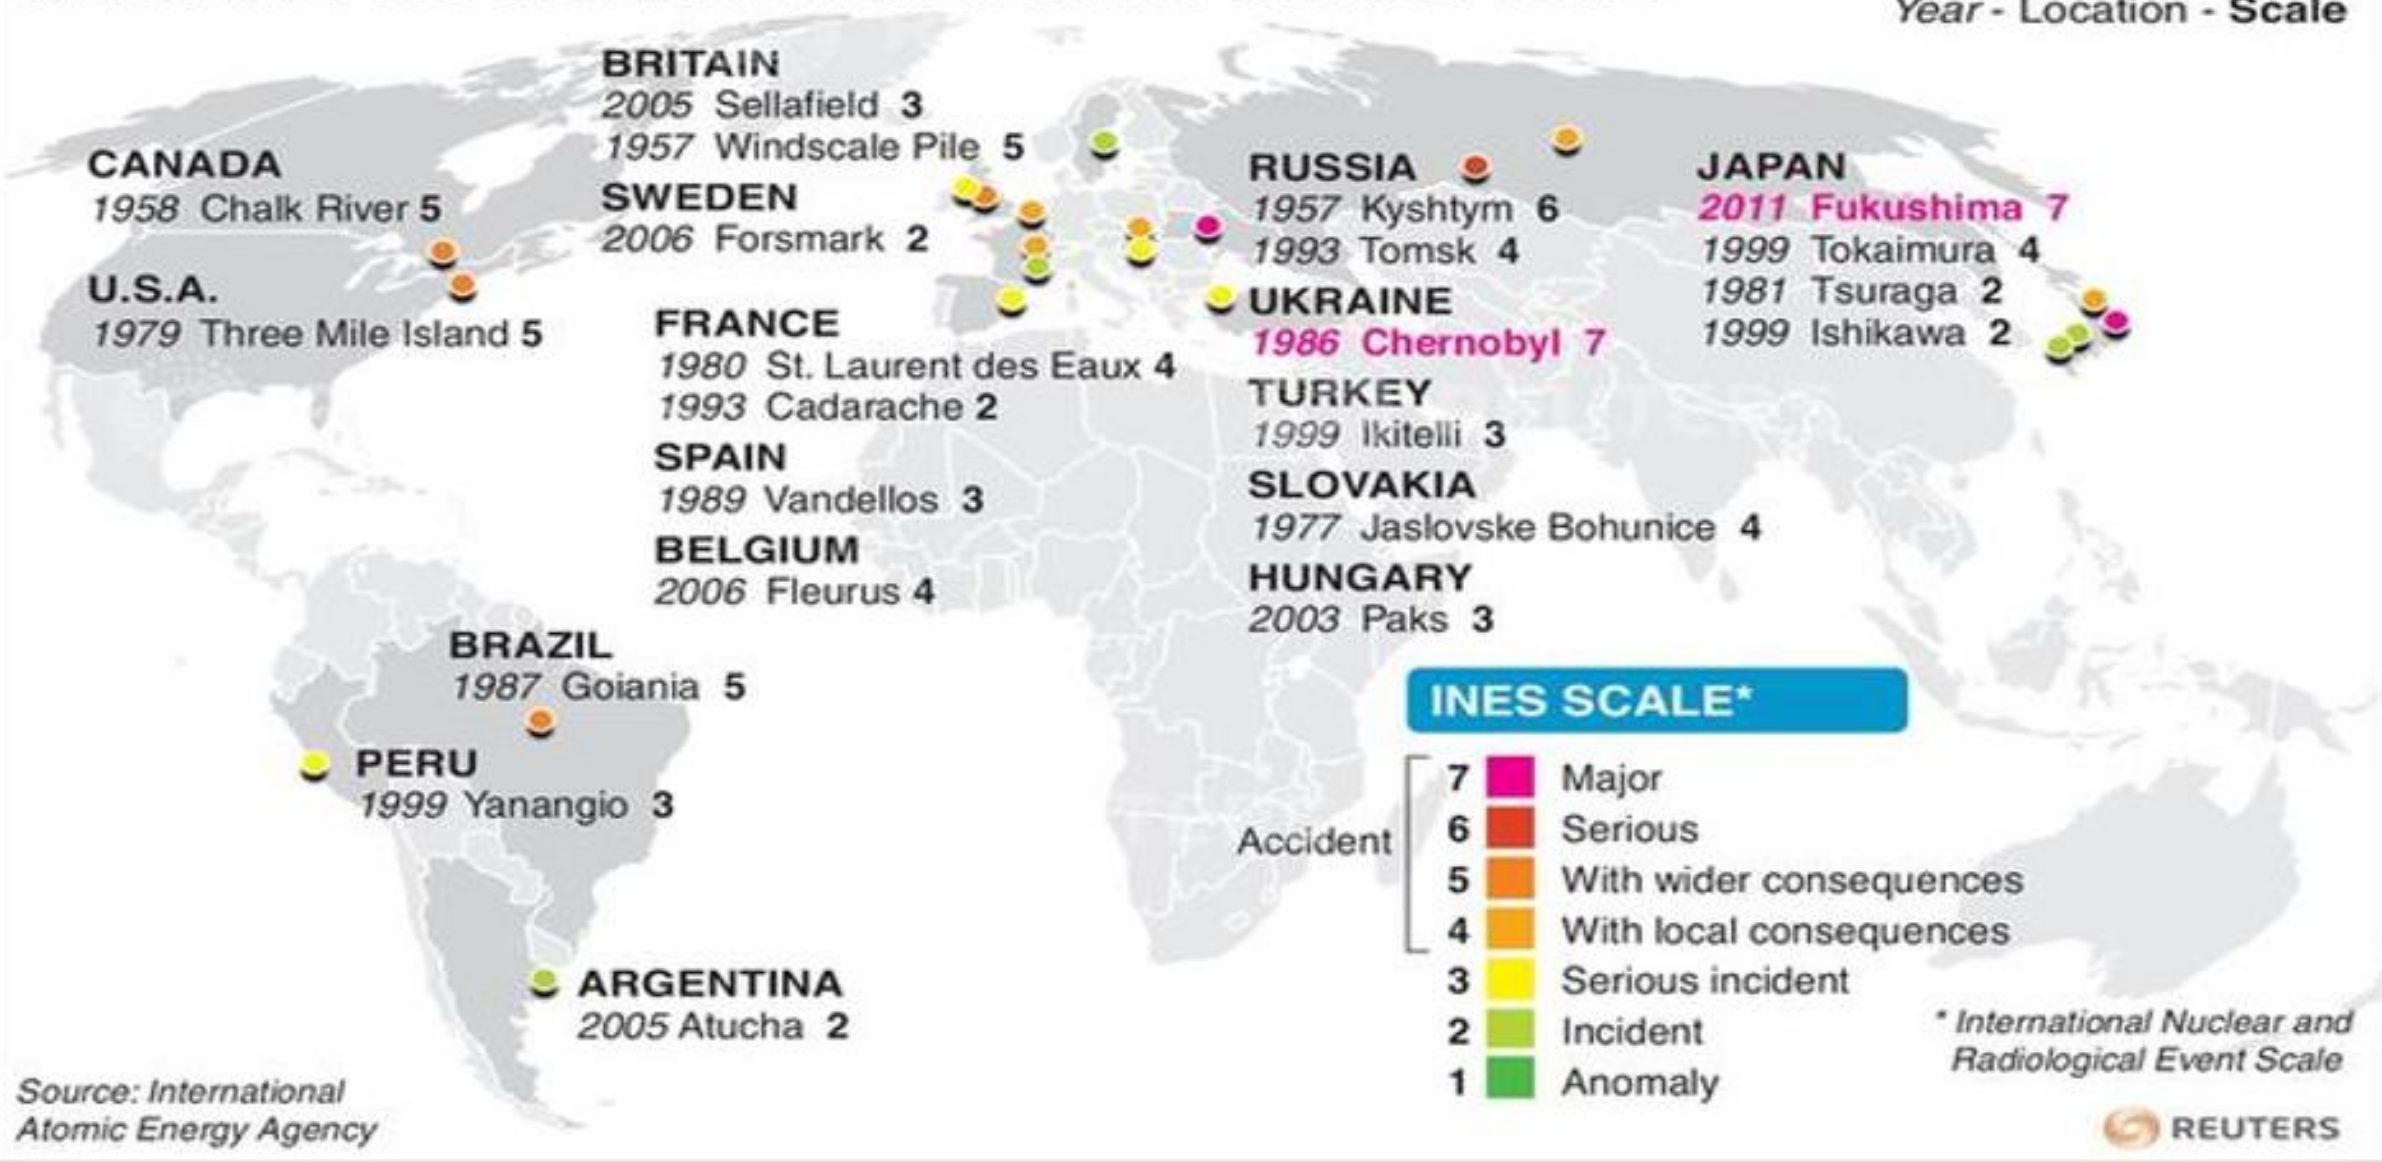 Year - Location - Scale
BRITAIN
2005 Sellafield 3
1957 Windscale Pile 5
CANADA
1958 Chalk River 5
SWEDEN
2006 Forsmark 2
U.S.A.
1979 Three Mile Island 5
FRANCE
1980 St. Laurent des Eaux 4
1993 Cadarache 2
SPAIN
1989 Vandellos 3
BELGIUM
2006 Fleurus 4
RUSSIA
1957 Kyshtym 6
1993 Tomsk 4
UKRAINE
1986 Chernobyl 7
TURKEY
1999 Ikitelli 3
SLOVAKIA
1977 Jaslovske Bohunice 4
HUNGARY
2003 Paks 3
JAPAN
2011 Fukushima 7
1999 Tokaimura 4
1981 Tsuraga 2
1999 Ishikawa 2
BRAZIL
1987 Goiania 5
PERU
1999 Yanangio 3
ARGENTINA
2005 Atucha 2
INES SCALE*
Accident
7 Major
6 Serious
5 With wider consequences
4 With local consequences
3 Serious incident
2 Incident
1 Anomaly
* International Nuclear and
Radiological Event Scale
Source: International
Atomic Energy Agency
REUTERS